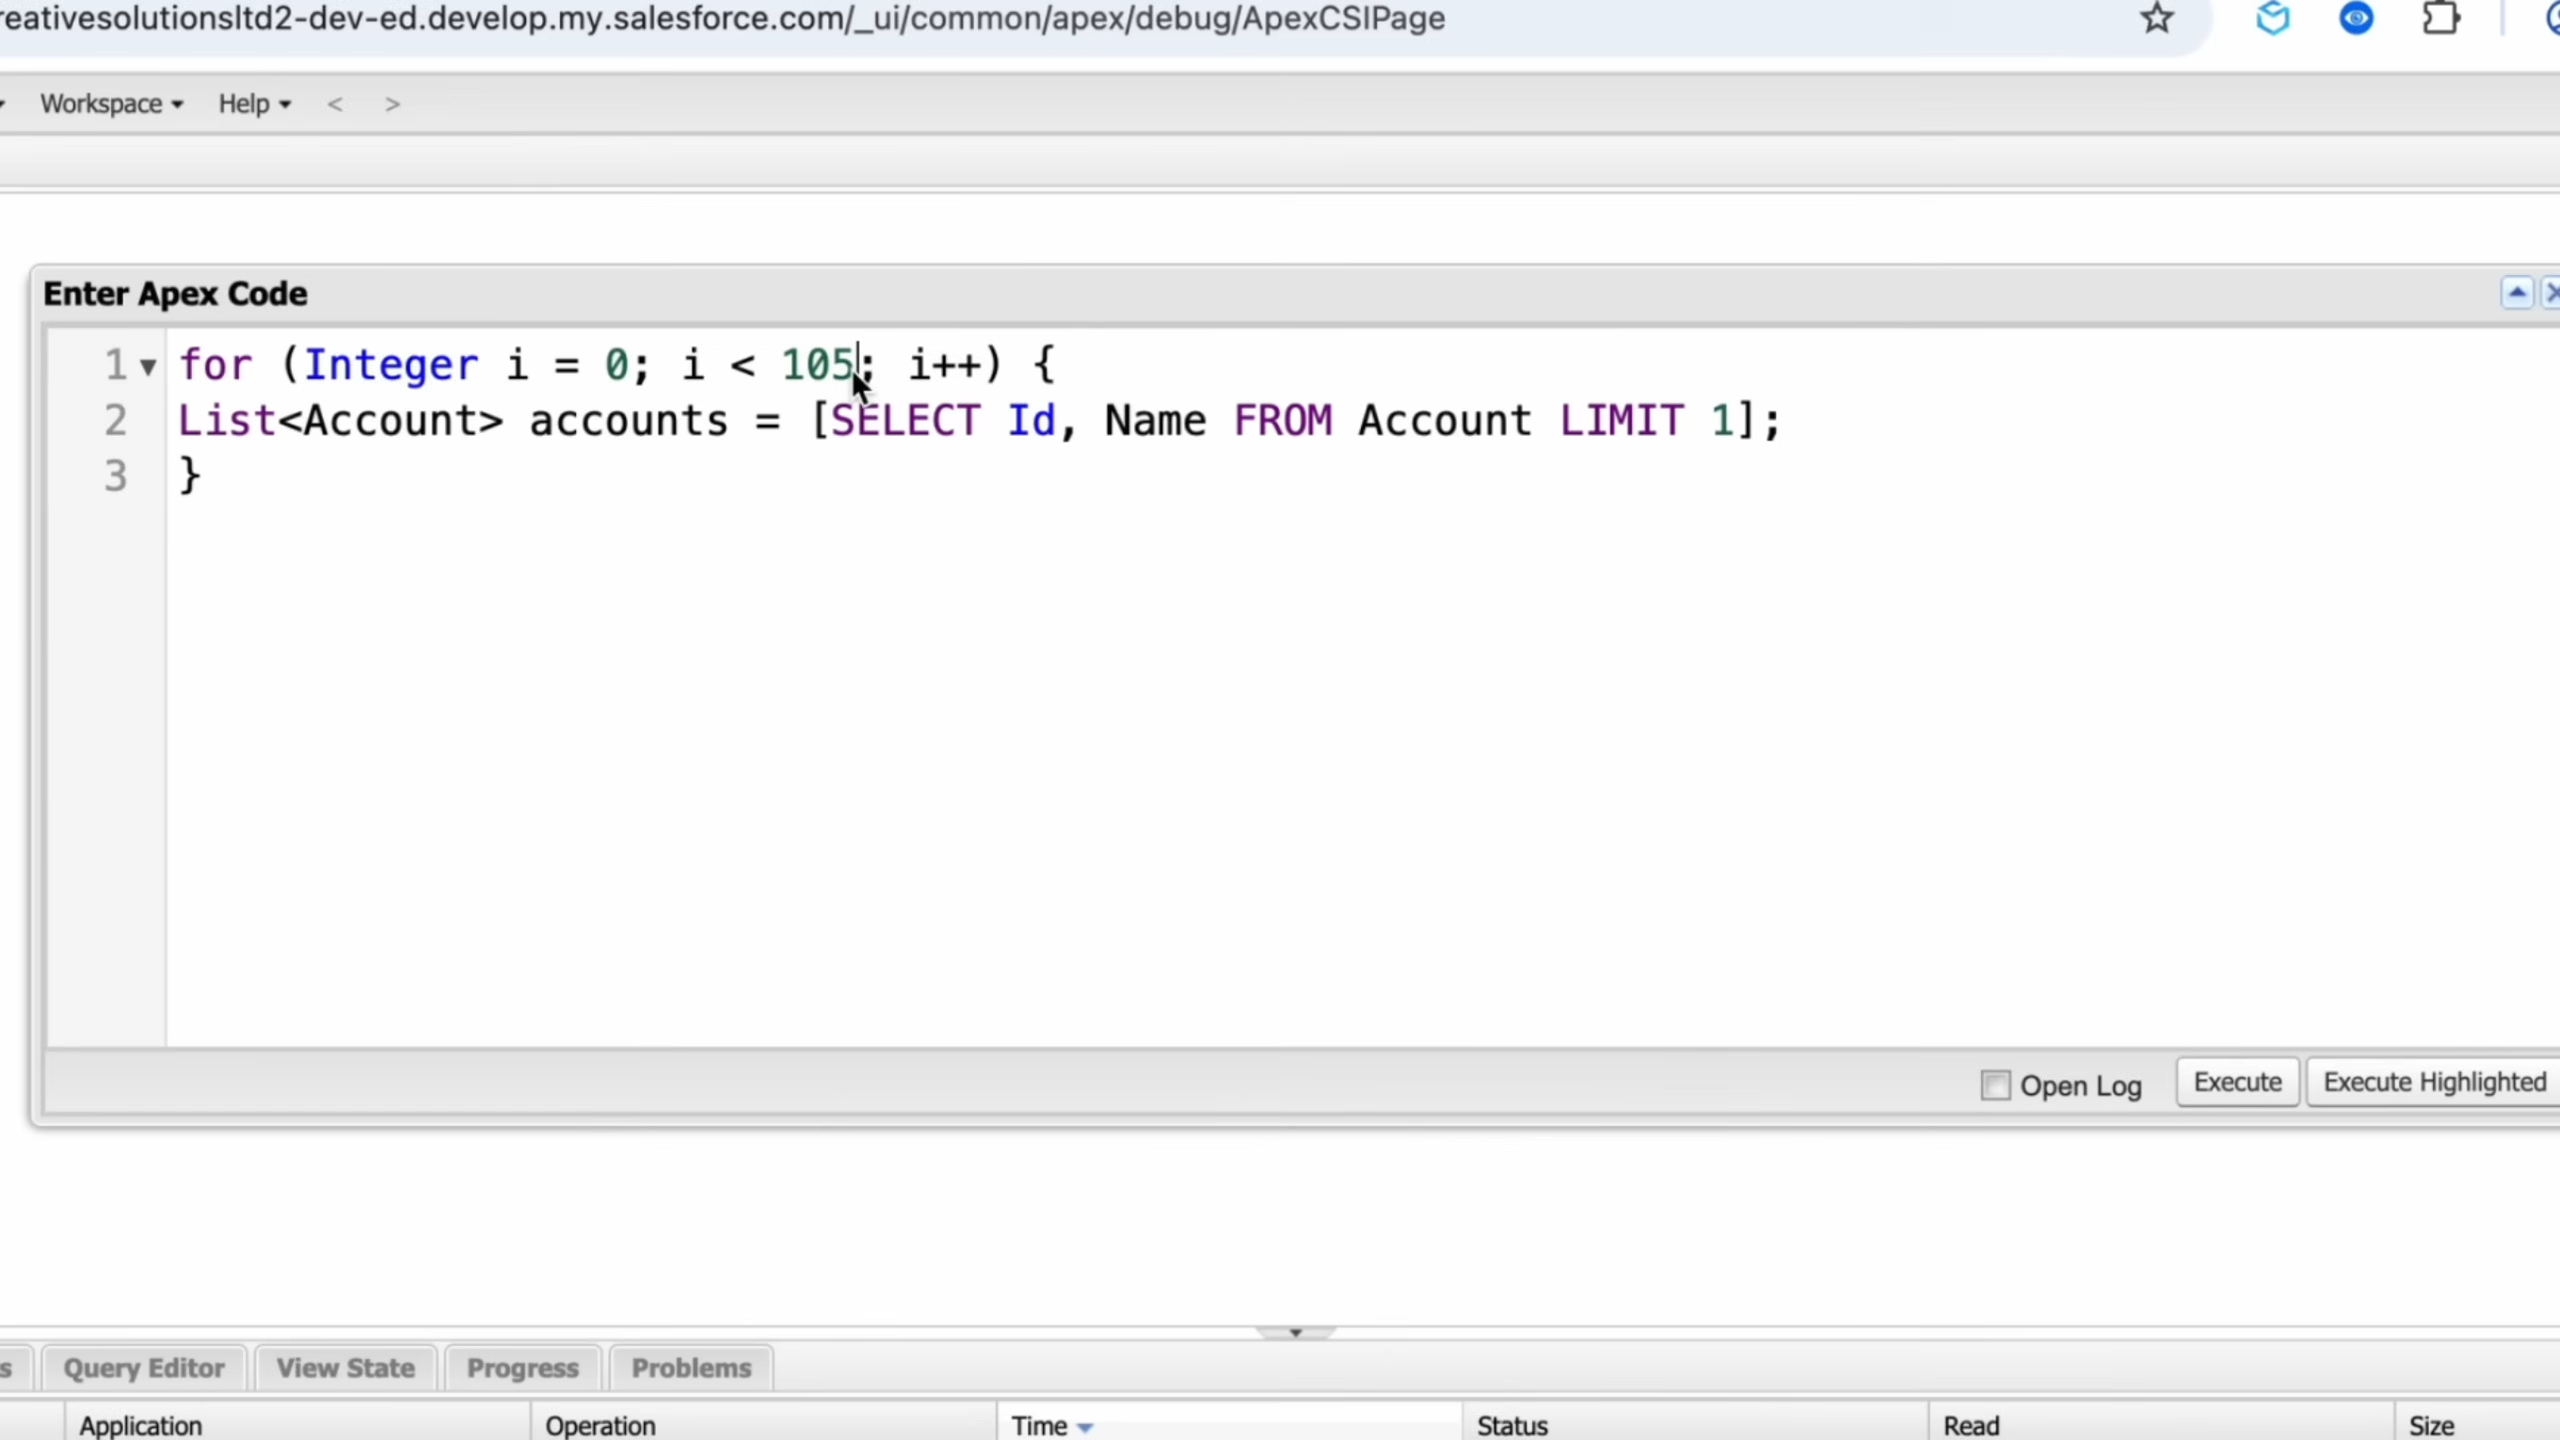 reativesolutionsltd2-dev-ed.develop.my.salesforce.com/_ui/common/apex/debug/ApexCSIPage
Workspace Help < >
Enter Apex Code
1 for (Integer i = 0; i < 105; i++) {
2 List<Account> accounts = [SELECT Id, Name FROM Account LIMIT 1];
3 }
Open Log Execute Execute Highlighted
s Query Editor View State Progress Problems
Application Operation Time Status Read Size